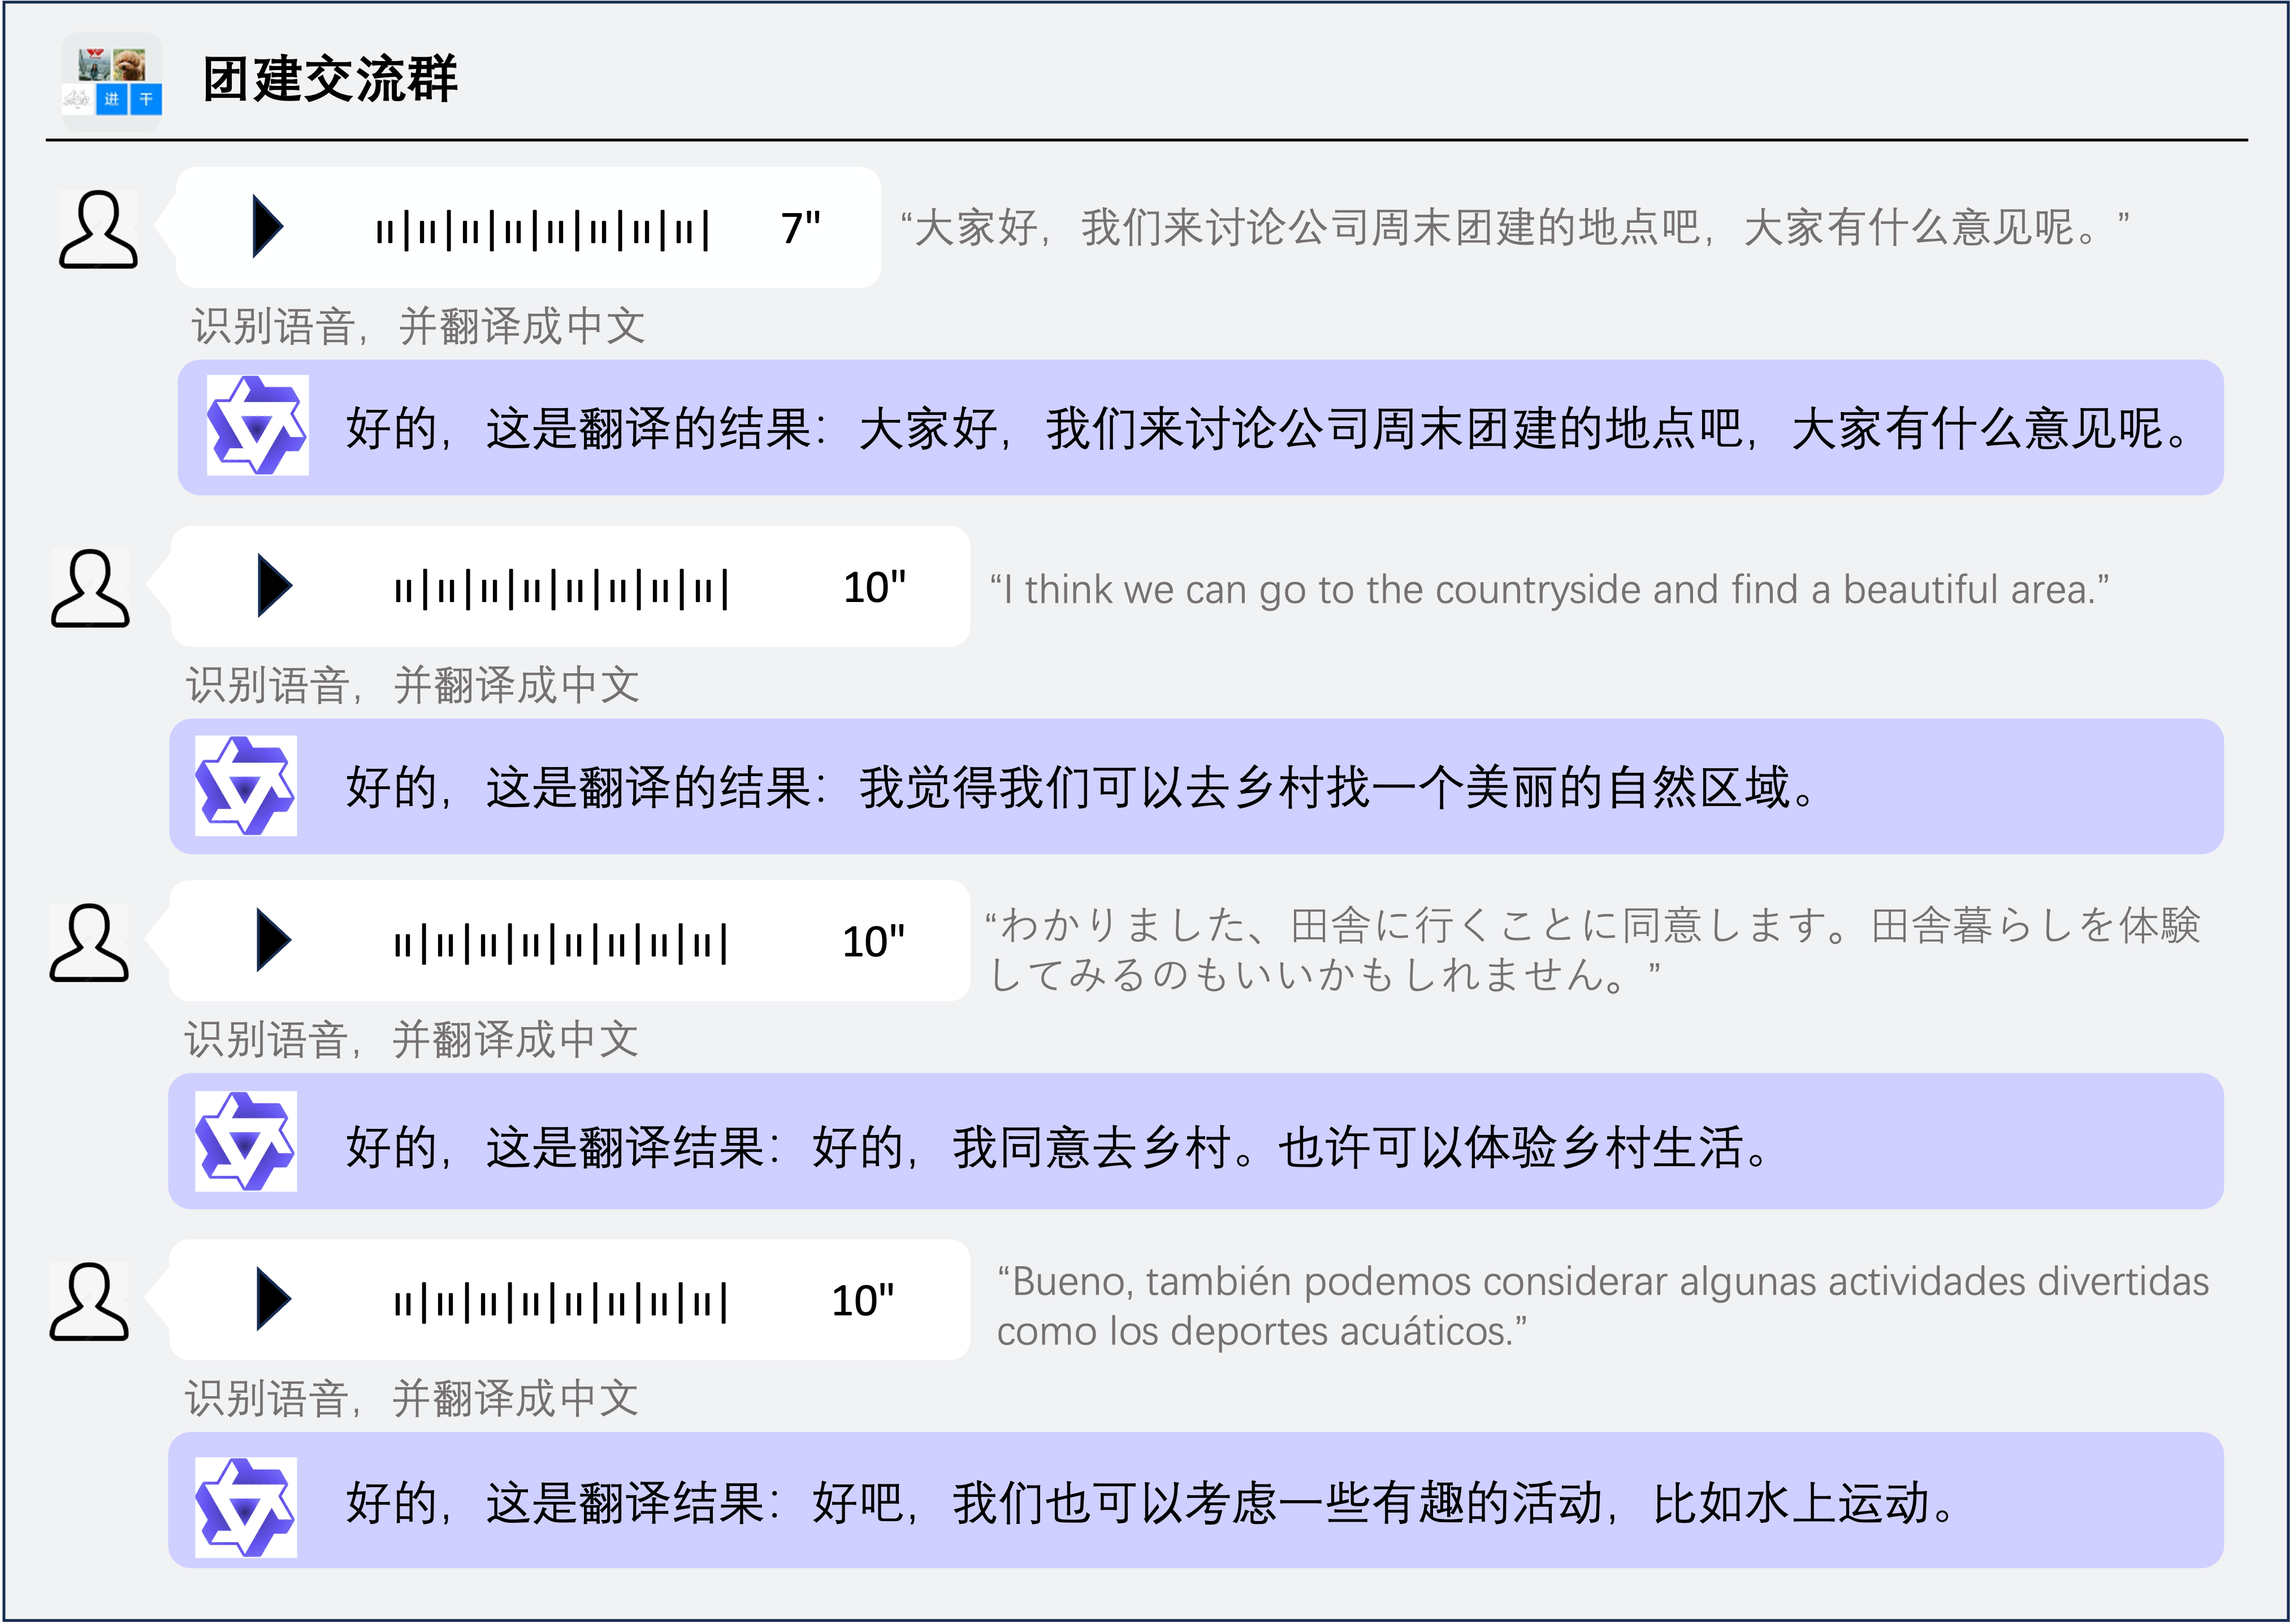 团建交流群
进 干
7"
“大家好，我们来讨论公司周末团建的地点吧，大家有什么意见呢。”
识别语音，并翻译成中文
好的，这是翻译的结果：大家好，我们来讨论公司周末团建的地点吧，大家有什么意见呢。
10"
“I think we can go to the countryside and find a beautiful area.”
识别语音，并翻译成中文
好的，这是翻译的结果：我觉得我们可以去乡村找一个美丽的自然区域。
10"
“わかりました、田舎に行くことに同意します。田舎暮らしを体験
してみるのもいいかもしれません。”
识别语音，并翻译成中文
好的，这是翻译结果：好的，我同意去乡村。也许可以体验乡村生活。
10"
“Bueno, también podemos considerar algunas actividades divertidas
como los deportes acuáticos.”
识别语音，并翻译成中文
好的，这是翻译结果：好吧，我们也可以考虑一些有趣的活动，比如水上运动。